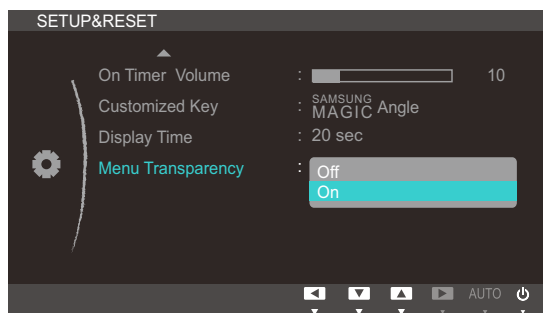 SETUP&RESET
On Timer Volume : 10
Customized Key : SAMSUNG MAGIC Angle
Display Time : 20 sec
Menu Transparency : Off
On
AUTO